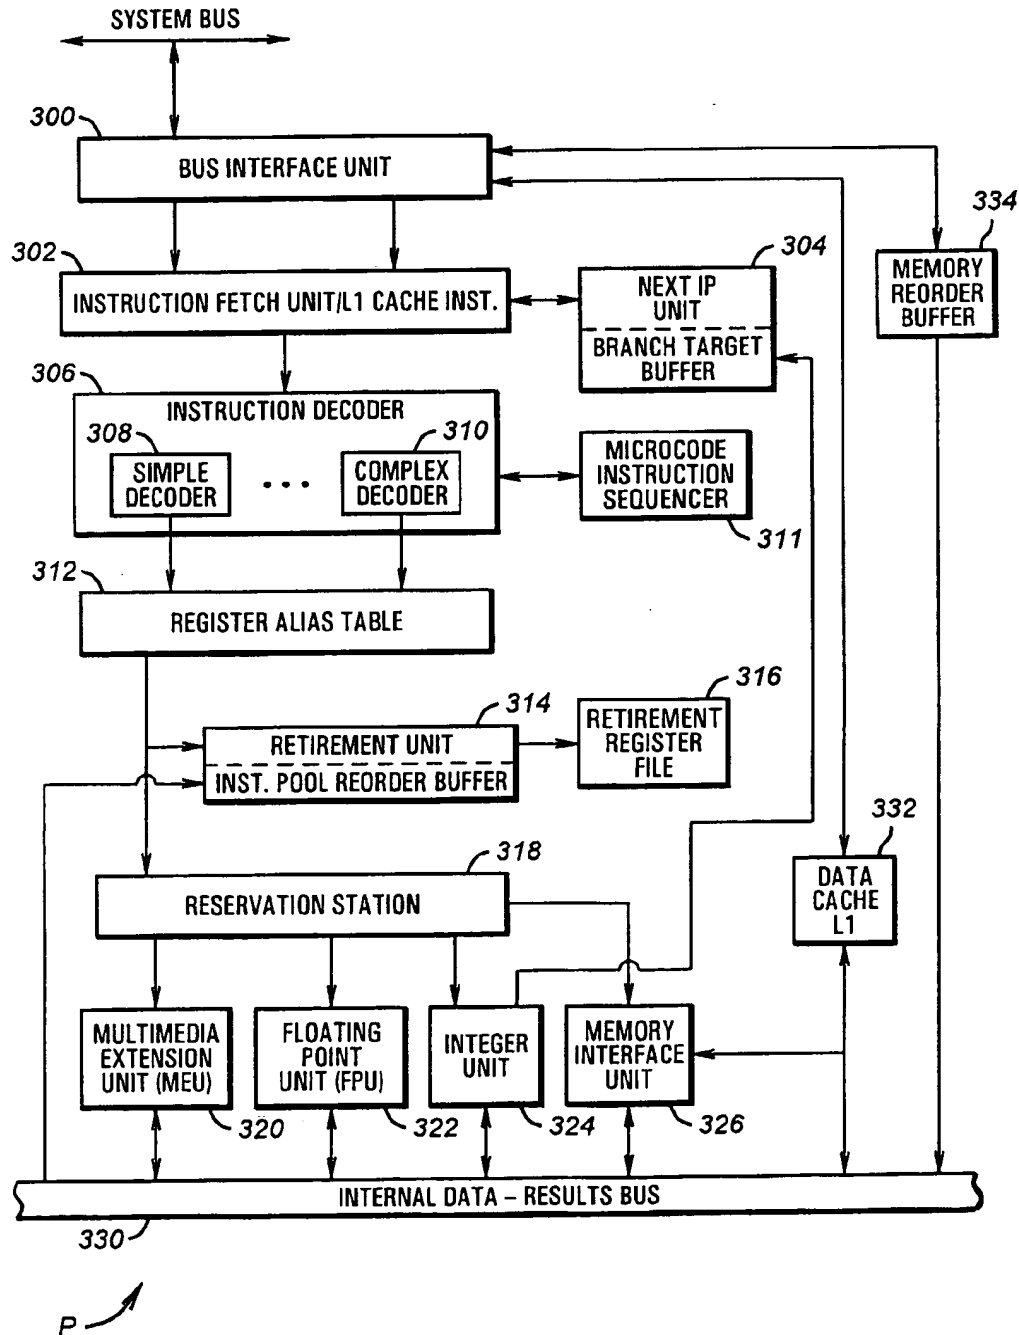 SYSTEM BUS
300
BUS INTERFACE UNIT
334
302
304
INSTRUCTION FETCH UNIT/L1 CACHE INST.
NEXT IP
UNIT
BRANCH TARGET
BUFFER
MEMORY
REORDER
BUFFER
306
INSTRUCTION DECODER
308
310
SIMPLE
DECODER
• • •
COMPLEX
DECODER
MICROCODE
INSTRUCTION
SEQUENCER
311
312
REGISTER ALIAS TABLE
314
316
RETIREMENT UNIT
INST. POOL REORDER BUFFER
RETIREMENT
REGISTER
FILE
332
318
RESERVATION STATION
DATA
CACHE
L1
MULTIMEDIA
EXTENSION
UNIT (MEU)
FLOATING
POINT
UNIT (FPU)
INTEGER
UNIT
MEMORY
INTERFACE
UNIT
320
322
324
326
INTERNAL DATA – RESULTS BUS
330
P